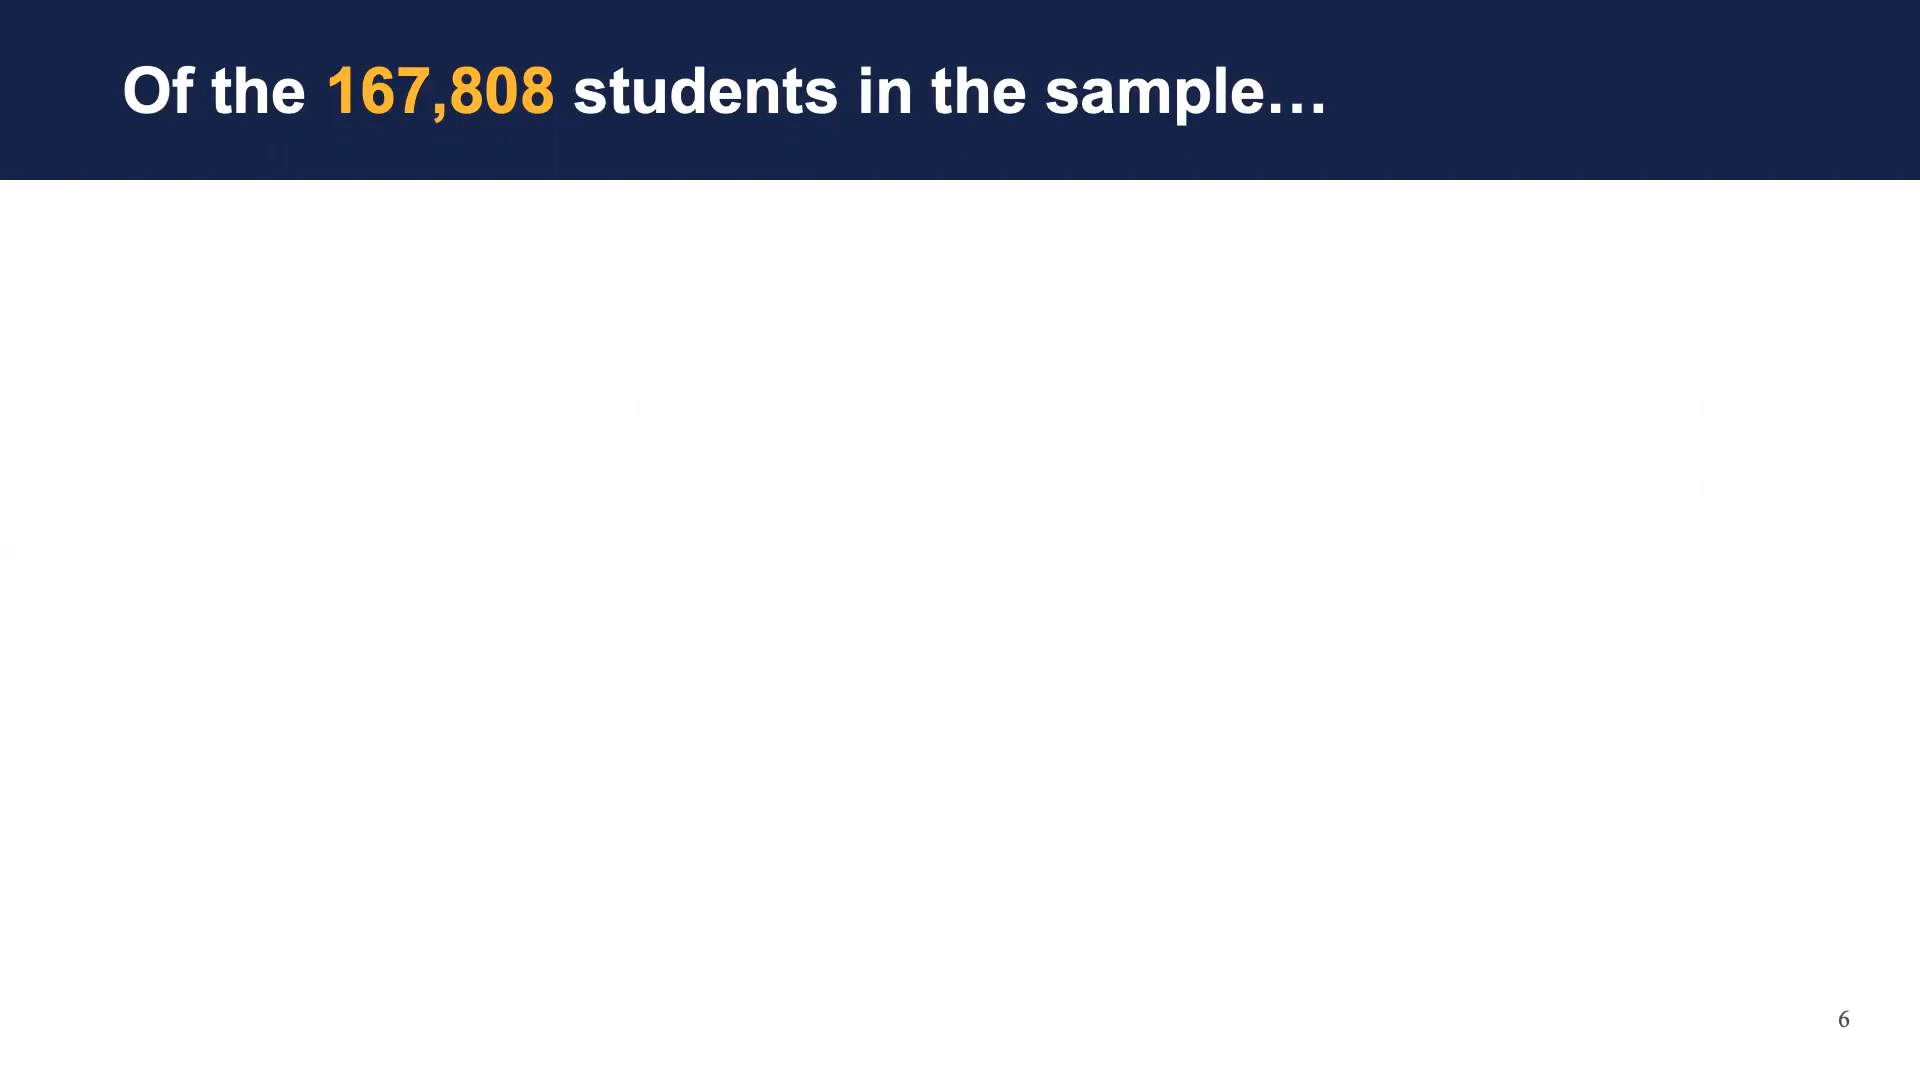 Of the 167,808 students in the sample…
6